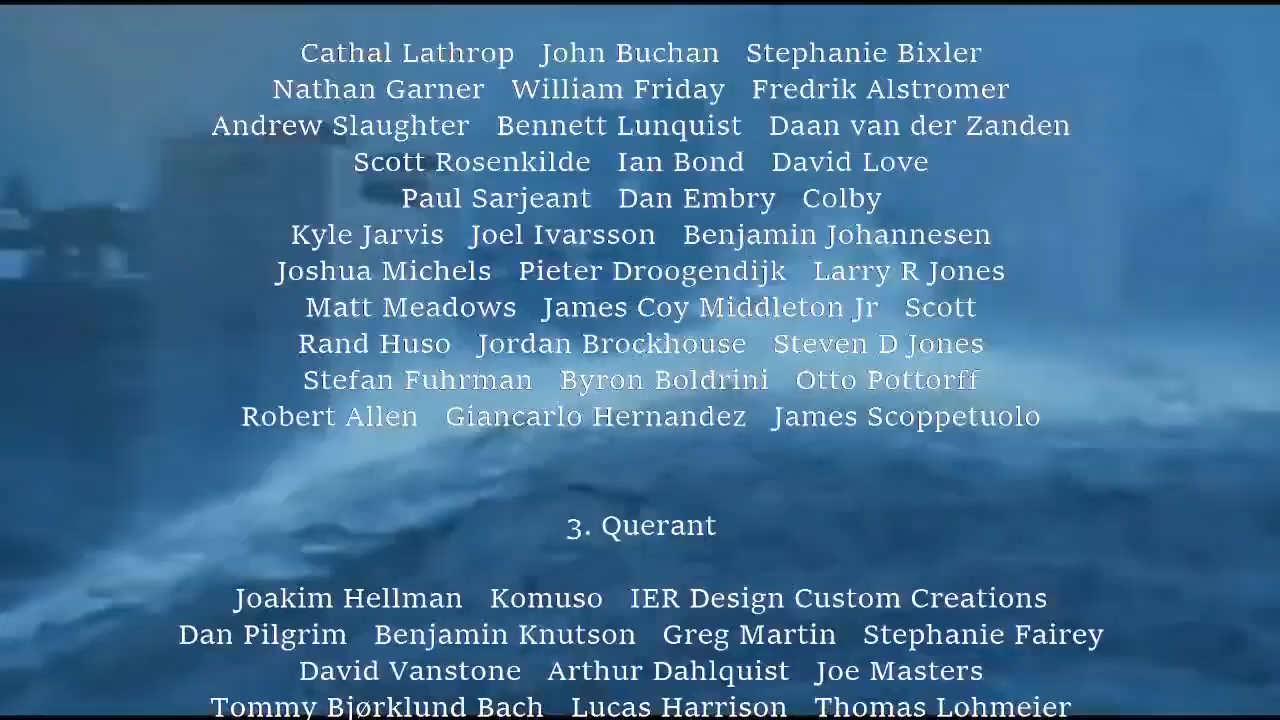 Cathal Lathrop John Buchan Stephanie Bixler
Nathan Garner William Friday Fredrik Alstromer
Andrew Slaughter Bennett Lunquist Daan van der Zanden
Scott Rosenkilde Ian Bond David Love
Paul Sarjeant Dan Embry Colby
Kyle Jarvis Joel Ivarsson Benjamin Johannesen
Joshua Michels Pieter Droogendijk Larry R Jones
Matt Meadows James Coy Middleton Jr Scott
Rand Huso Jordan Brockhouse Steven D Jones
Stefan Fuhrman Byron Boldrini Otto Pottorff
Robert Allen Giancarlo Hernandez James Scoppetuolo
3. Querant
Joakim Hellman Komuso IER Design Custom Creations
Dan Pilgrim Benjamin Knutson Greg Martin Stephanie Fairey
David Vanstone Arthur Dahlquist Joe Masters
Tommy Bjørklund Bach Lucas Harrison Thomas Lohmeier